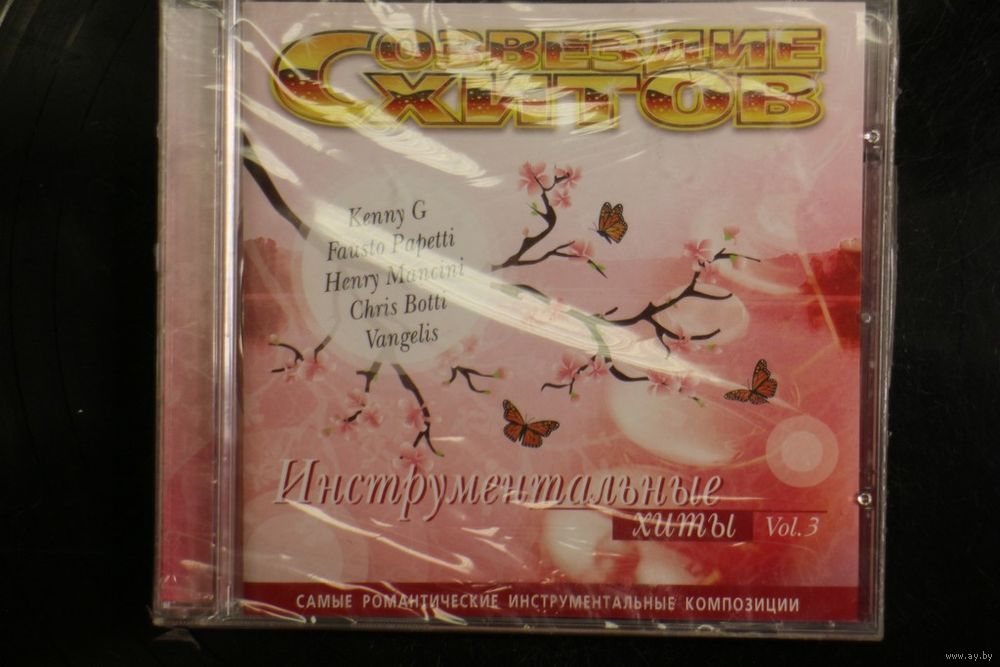 Созвездие
Хитов
Kenny G
Fausto Papetti
Henry Mancini
Chris Botti
Vangelis
Инструментальные
хиты Vol.3
САМЫЕ РОМАНТИЧЕСКИЕ ИНСТРУМЕНТАЛЬНЫЕ КОМПОЗИЦИИ
www.ay.by